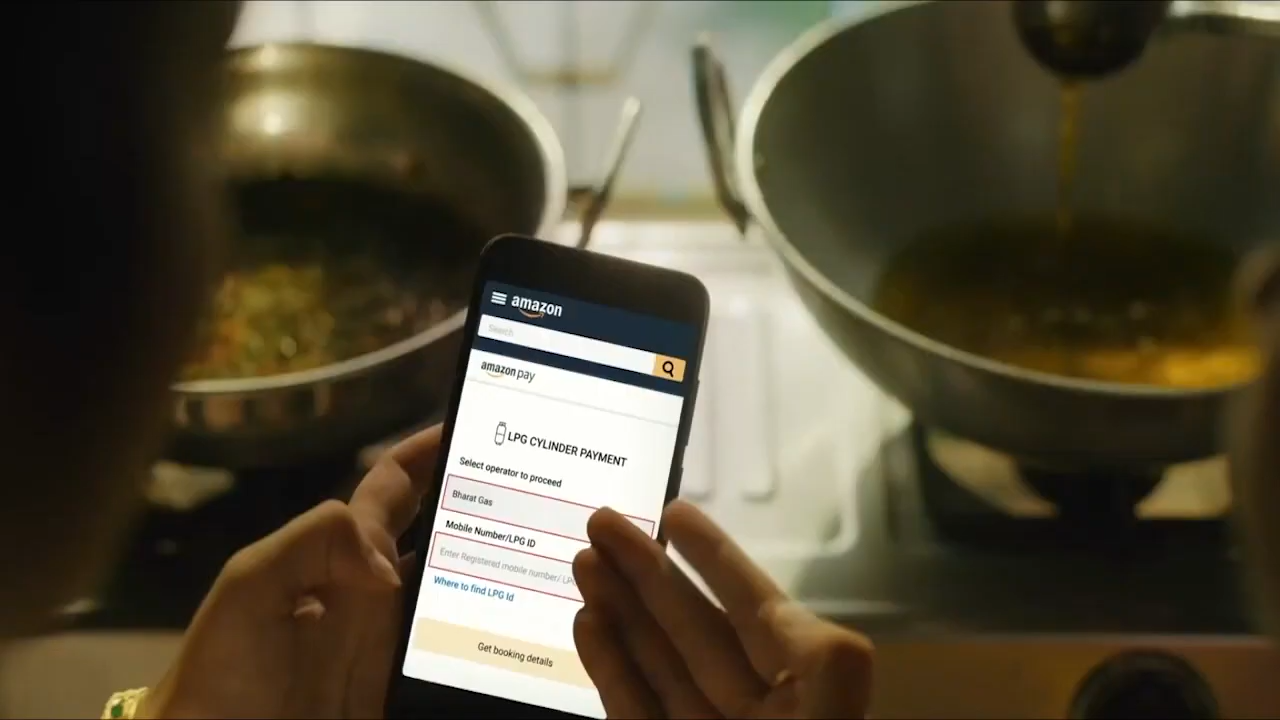 amazon
Search
amazon pay
LPG CYLINDER PAYMENT
Select operator to proceed
Bharat Gas
Mobile Number/LPG ID
Enter Registered mobile number/
Where to find LPG Id
Get booking details